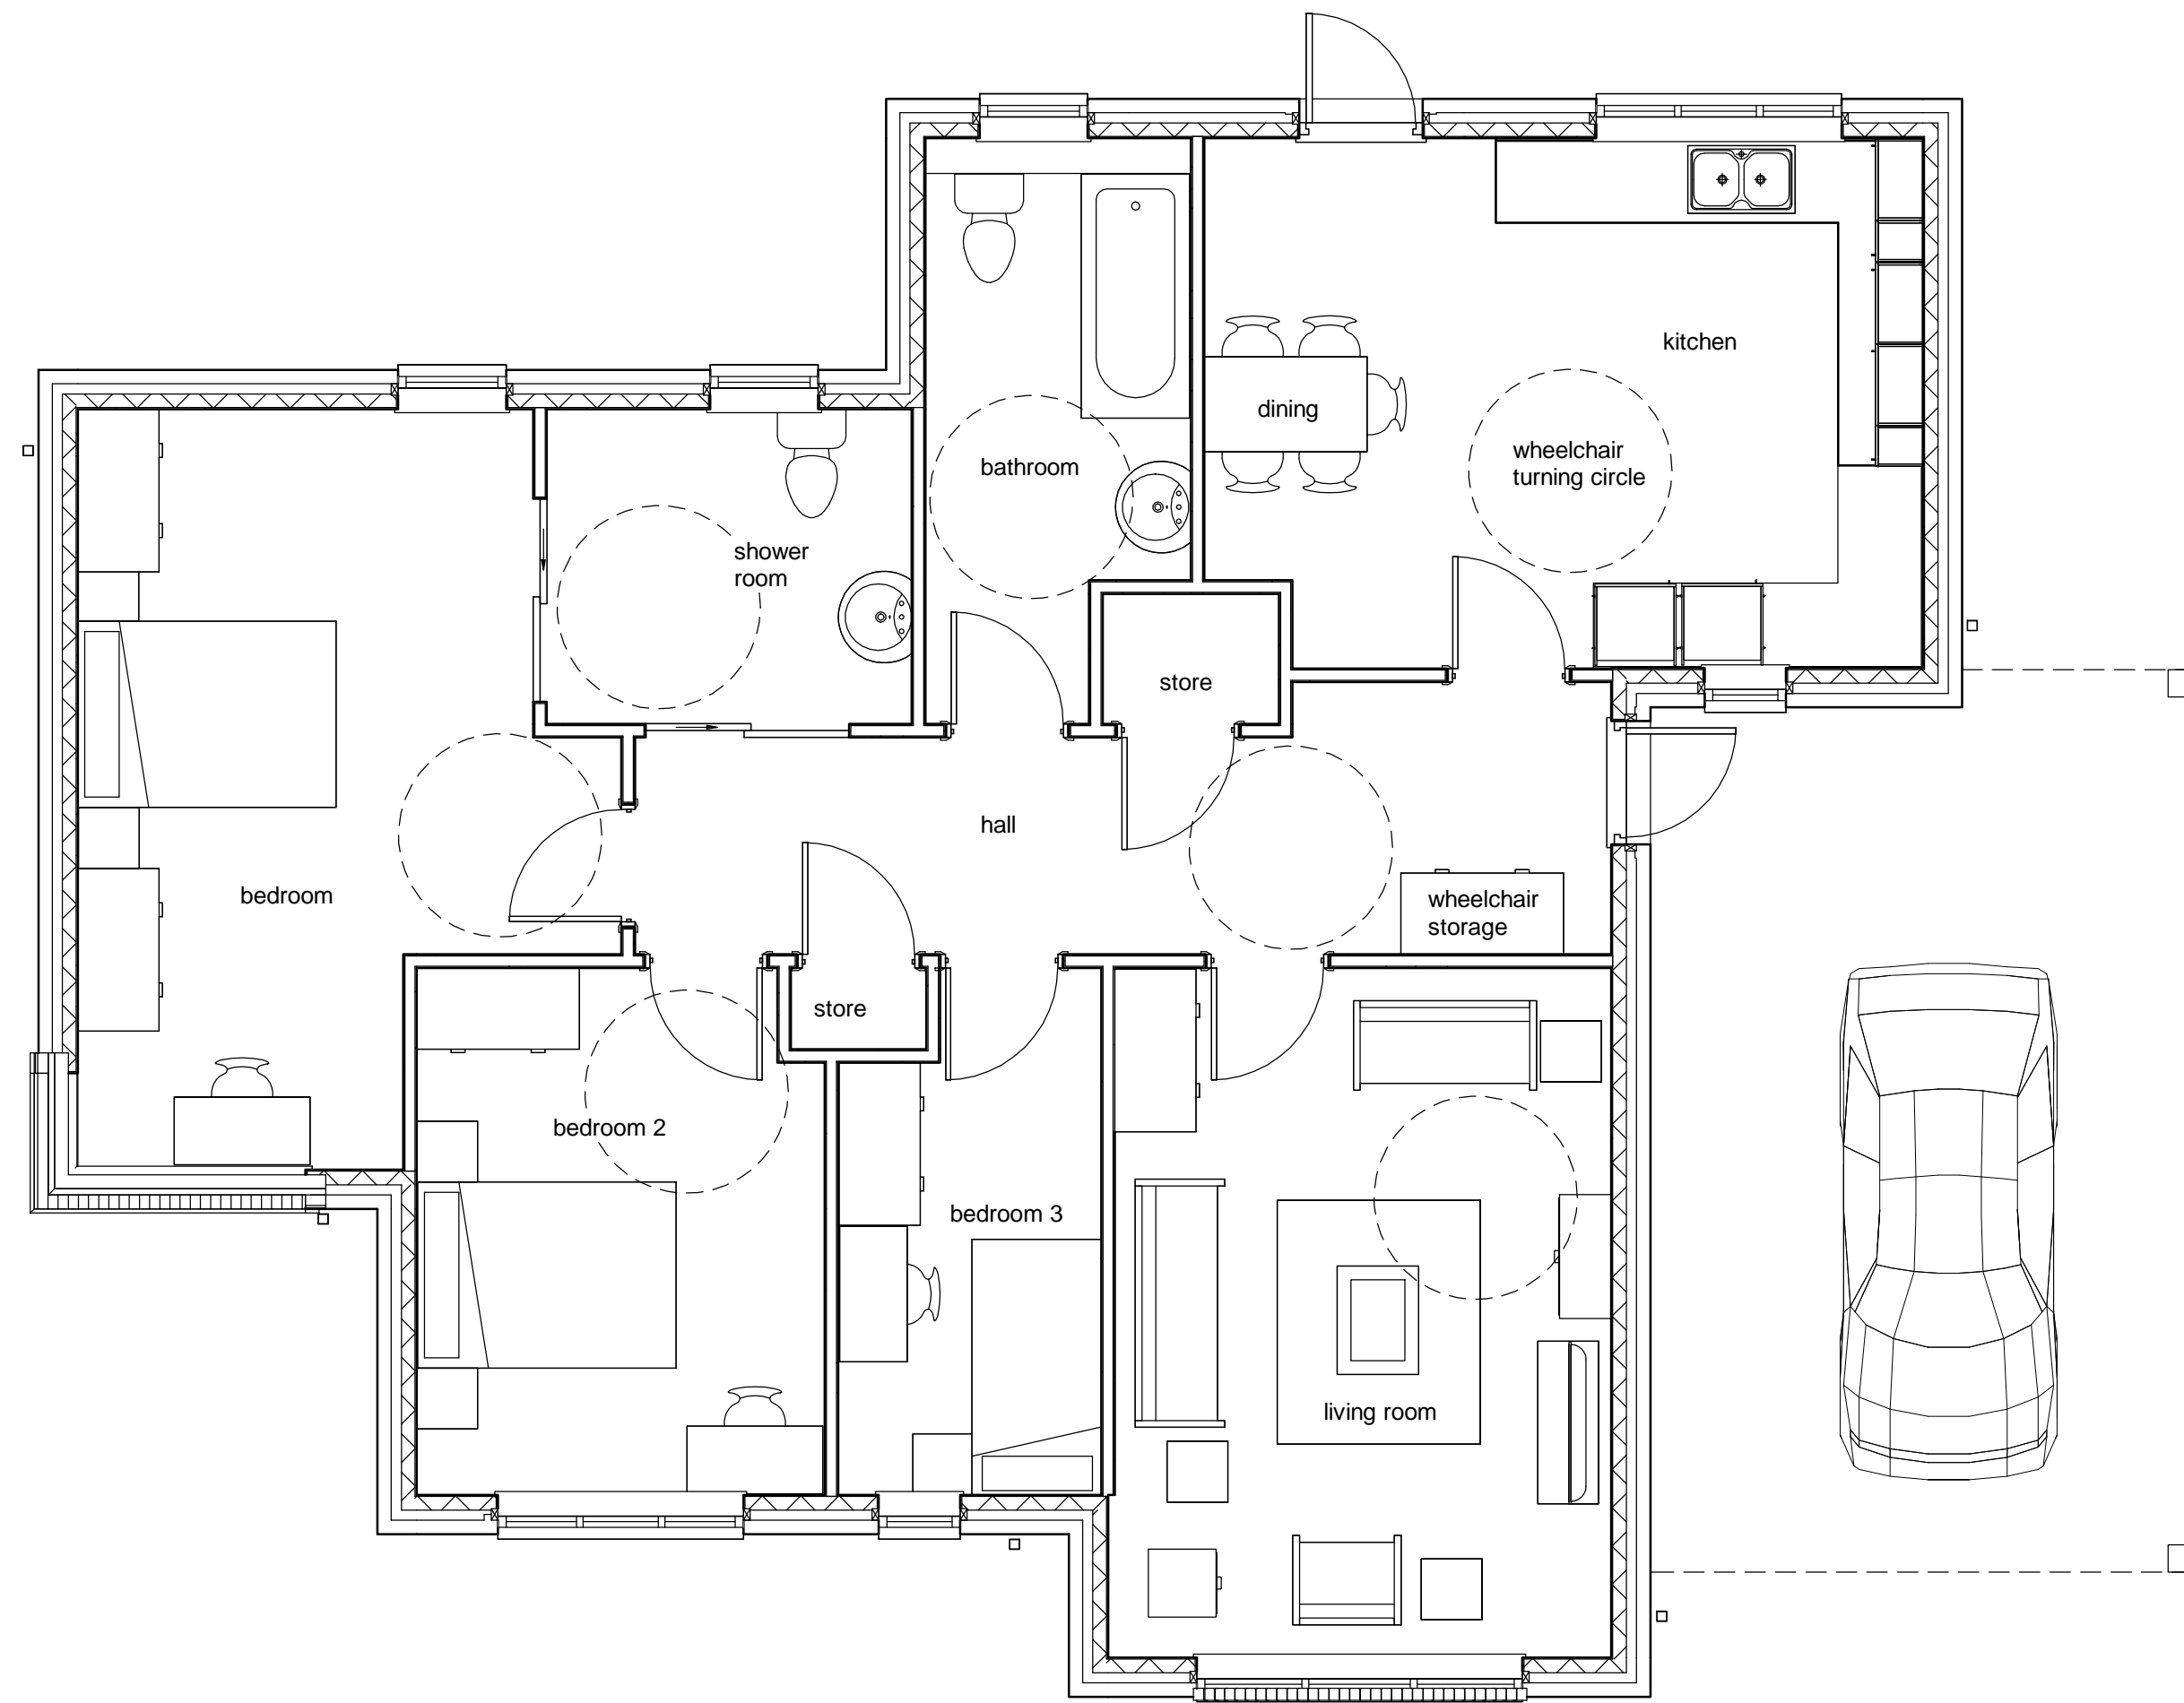 kitchen
dining
wheelchair
turning circle
bathroom
shower
room
store
hall
bedroom
wheelchair
storage
store
bedroom 2
bedroom 3
living room